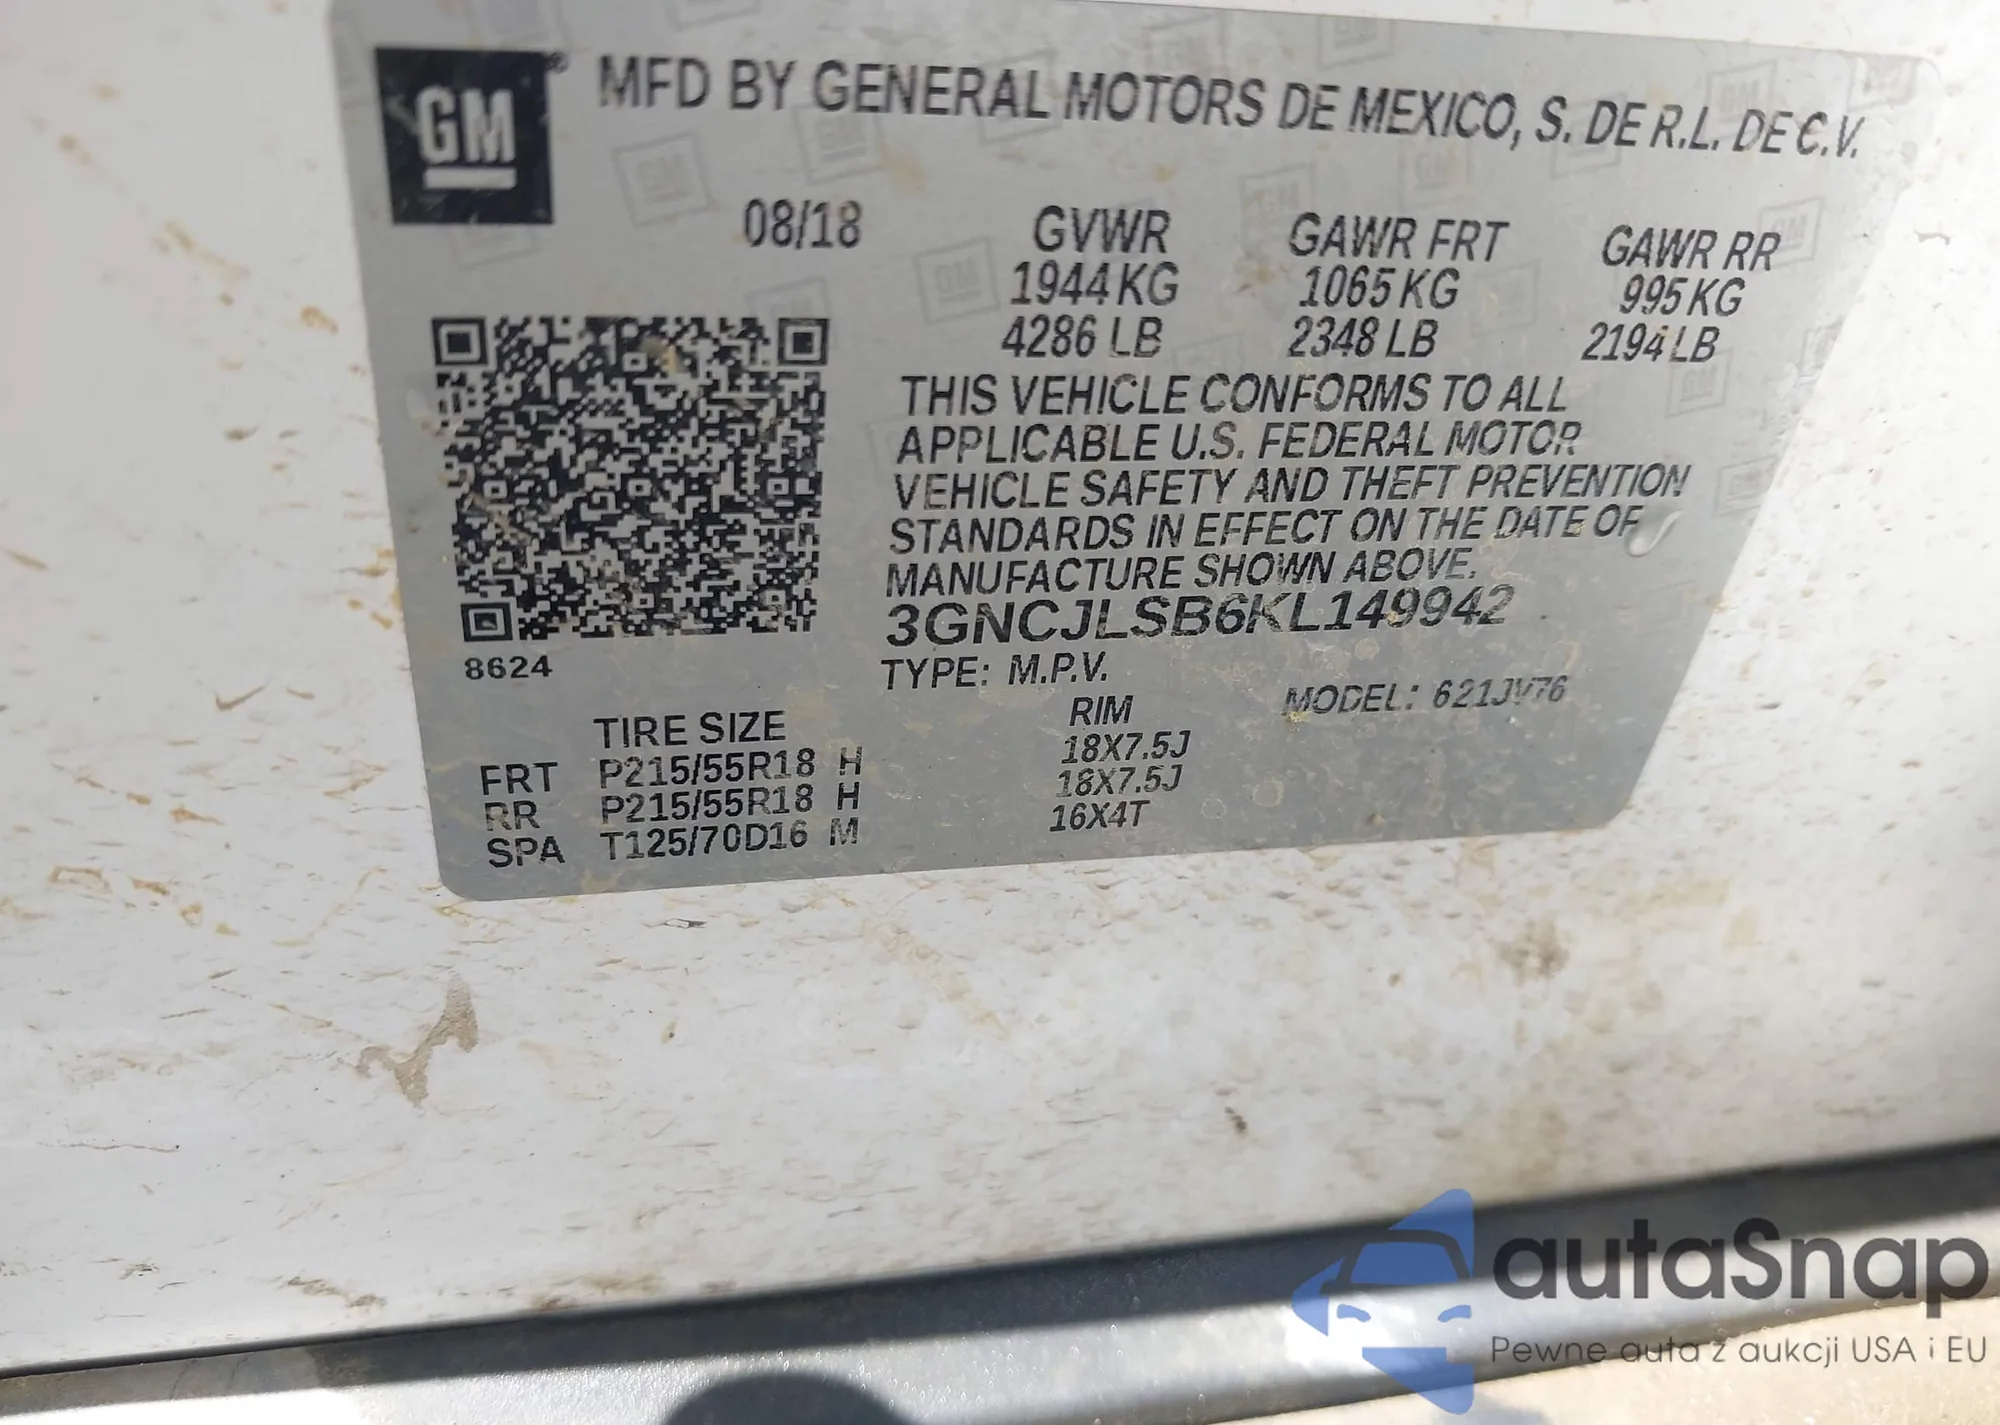 GM
MFD BY GENERAL MOTORS DE MEXICO, S. DE R.L. DE C.V.
08/18
GVWR GAWR FRT GAWR RR
1944 KG 1065 KG 995 KG
4286 LB 2348 LB 2194 LB
THIS VEHICLE CONFORMS TO ALL
APPLICABLE U.S. FEDERAL MOTOR
VEHICLE SAFETY AND THEFT PREVENTION
STANDARDS IN EFFECT ON THE DATE OF
MANUFACTURE SHOWN ABOVE.
3GNCJLSB6KL149942
8624
TYPE: M.P.V. MODEL: 621JV76
TIRE SIZE RIM
FRT P215/55R18 H 18X7.5J
RR P215/55R18 H 18X7.5J
SPA T125/70D16 M 16X4T
autaSnap
Pewne auta z aukcji USA i EU